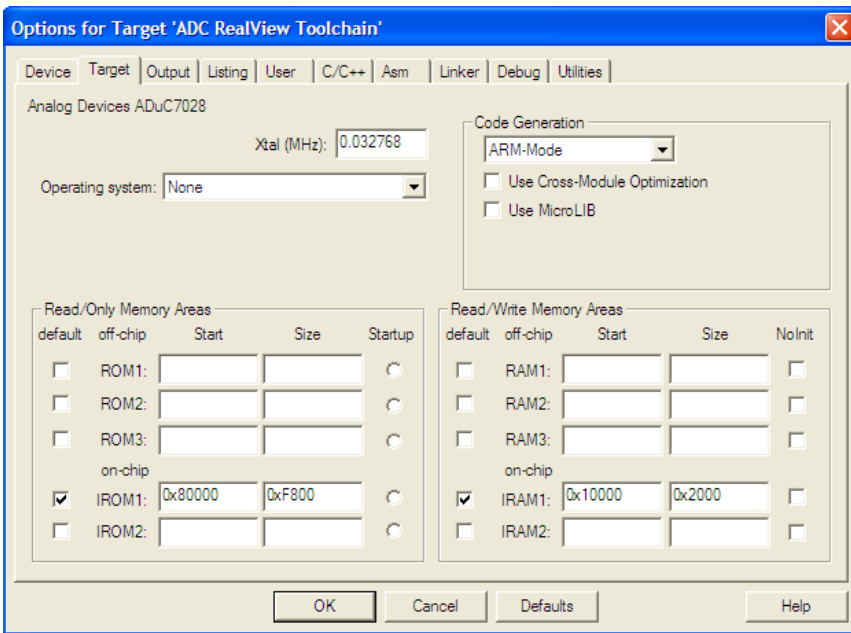 Options for Target 'ADC RealView Toolchain'
Device Target Output Listing User C/C++ Asm Linker Debug Utilities
Analog Devices ADuC7028
Xtal (MHz): 0.032768
Operating system: None
Code Generation
ARM-Mode
Use Cross-Module Optimization
Use MicroLIB
Read/Only Memory Areas
default off-chip Start Size Startup
ROM1:
ROM2:
ROM3:
on-chip
IROM1: 0x80000 0xF800
IROM2:
Read/Write Memory Areas
default off-chip Start Size NoInit
RAM1:
RAM2:
RAM3:
on-chip
IRAM1: 0x10000 0x2000
IRAM2:
OK Cancel Defaults Help